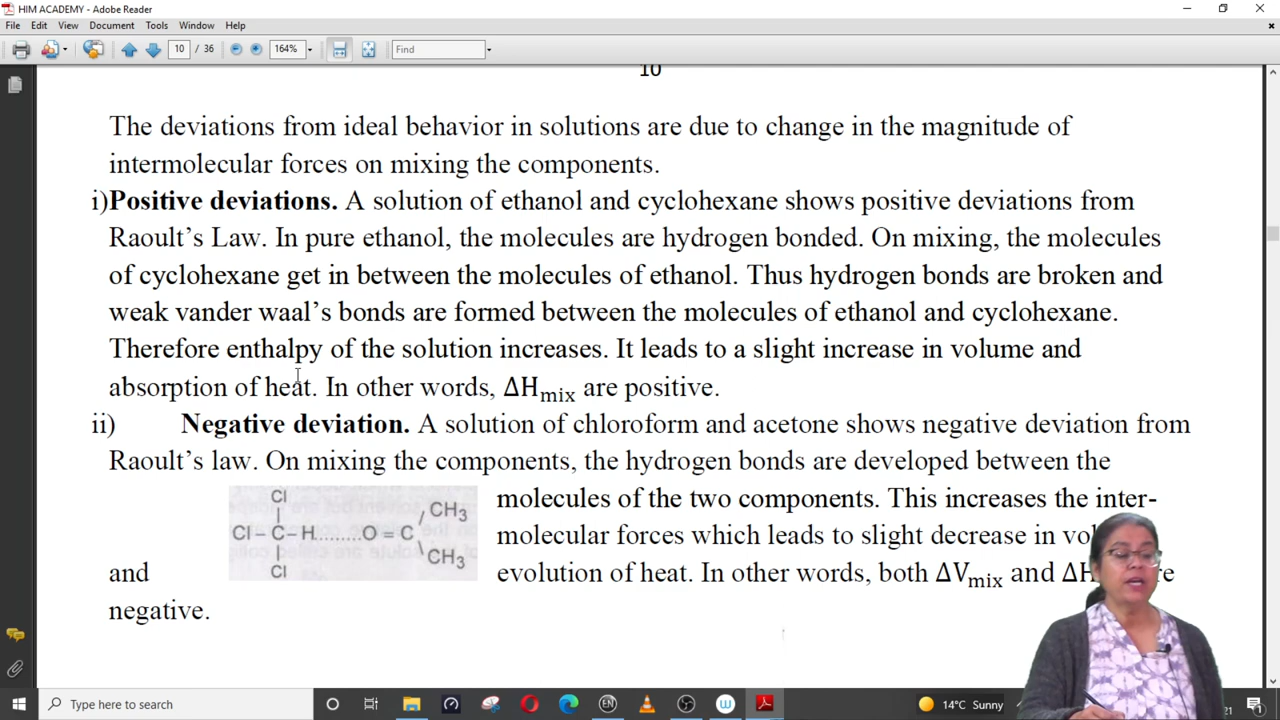 HIM ACADEMY - Adobe Reader
File Edit View Document Tools Window Help
10 / 36 164% Find
10
The deviations from ideal behavior in solutions are due to change in the magnitude of
intermolecular forces on mixing the components.
i)Positive deviations. A solution of ethanol and cyclohexane shows positive deviations from
Raoult’s Law. In pure ethanol, the molecules are hydrogen bonded. On mixing, the molecules
of cyclohexane get in between the molecules of ethanol. Thus hydrogen bonds are broken and
weak vander waal’s bonds are formed between the molecules of ethanol and cyclohexane.
Therefore enthalpy of the solution increases. It leads to a slight increase in volume and
absorption of heat. In other words, ΔHmix are positive.
ii) Negative deviation. A solution of chloroform and acetone shows negative deviation from
Raoult’s law. On mixing the components, the hydrogen bonds are developed between the
molecules of the two components. This increases the inter-
molecular forces which leads to slight decrease in
and evolution of heat. In other words, both ΔVmix and ΔH
negative.
Cl
Cl – C – H.........O = C
Cl
CH3
CH3
Type here to search
EN
W
14°C Sunny
21
1